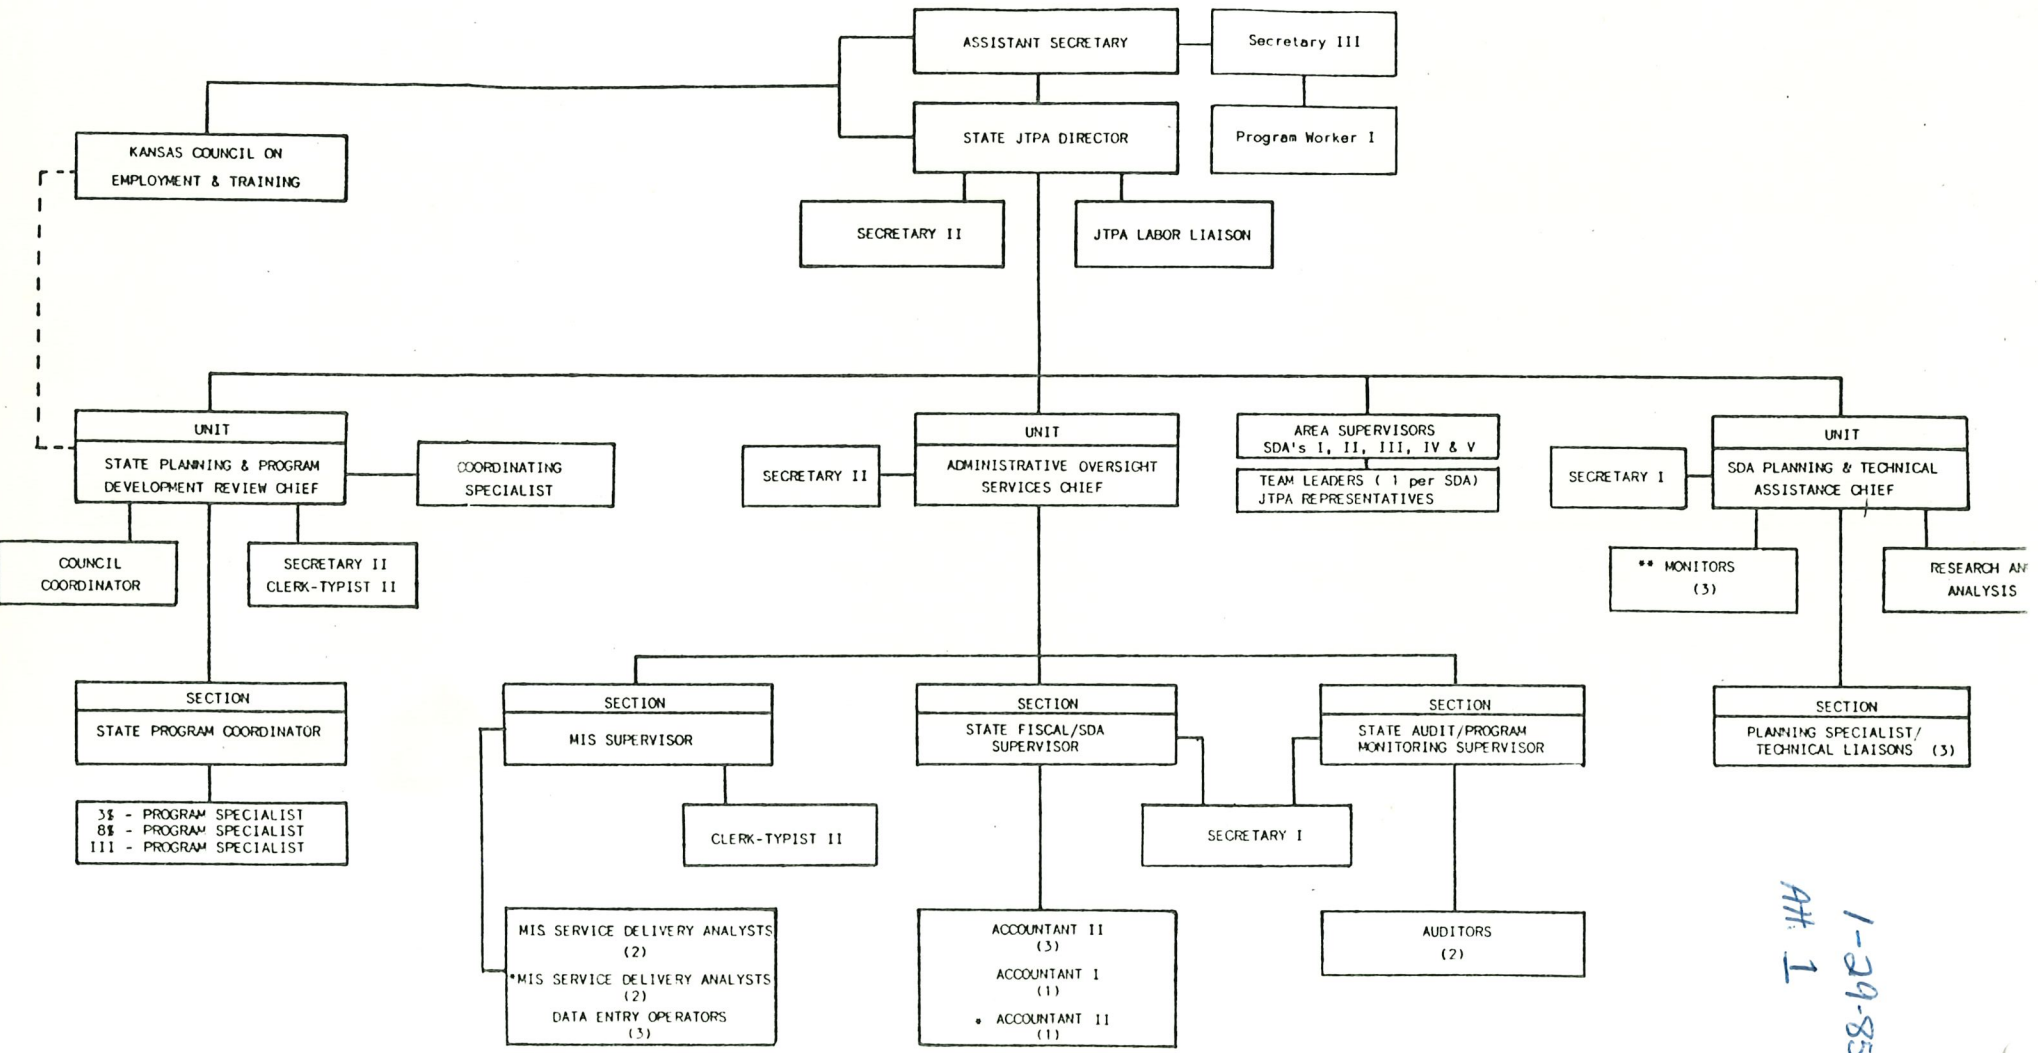 ASSISTANT SECRETARY
Secretary III
STATE JTPA DIRECTOR
Program Worker I
KANSAS COUNCIL ON
EMPLOYMENT & TRAINING
SECRETARY II
JTPA LABOR LIAISON
UNIT
STATE PLANNING & PROGRAM
DEVELOPMENT REVIEW CHIEF
COORDINATING
SPECIALIST
SECRETARY II
UNIT
ADMINISTRATIVE OVERSIGHT
SERVICES CHIEF
AREA SUPERVISORS
SDA's I, II, III, IV & V
TEAM LEADERS ( 1 per SDA)
JTPA REPRESENTATIVES
SECRETARY I
UNIT
SDA PLANNING & TECHNICAL
ASSISTANCE CHIEF
COUNCIL
COORDINATOR
SECRETARY II
CLERK-TYPIST II
** MONITORS
(3)
RESEARCH AN
ANALYSIS
SECTION
STATE PROGRAM COORDINATOR
SECTION
MIS SUPERVISOR
SECTION
STATE FISCAL/SDA
SUPERVISOR
SECTION
STATE AUDIT/PROGRAM
MONITORING SUPERVISOR
SECTION
PLANNING SPECIALIST/
TECHNICAL LIAISONS (3)
3% - PROGRAM SPECIALIST
8% - PROGRAM SPECIALIST
III - PROGRAM SPECIALIST
CLERK-TYPIST II
SECRETARY I
MIS SERVICE DELIVERY ANALYSTS
(2)
*MIS SERVICE DELIVERY ANALYSTS
(2)
DATA ENTRY OPERATORS
(3)
ACCOUNTANT II
(3)
ACCOUNTANT I
(1)
* ACCOUNTANT II
(1)
AUDITORS
(2)
1-29-85
Att. 1